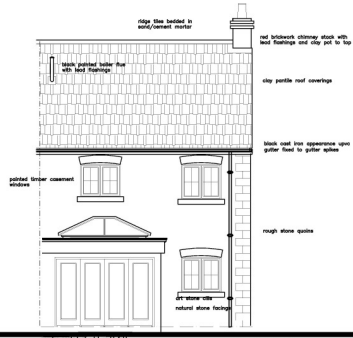 ridge tiles bedded in
sand/cement mortar
red brickwork chimney stack with
lead flashings and clay pot to top
black painted boiler flue
with lead flashings
clay pantile roof coverings
black cast iron appearance upvc
gutter fixed to gutter spikes
painted timber casement
windows
rough stone quoins
art stone cills
natural stone facings